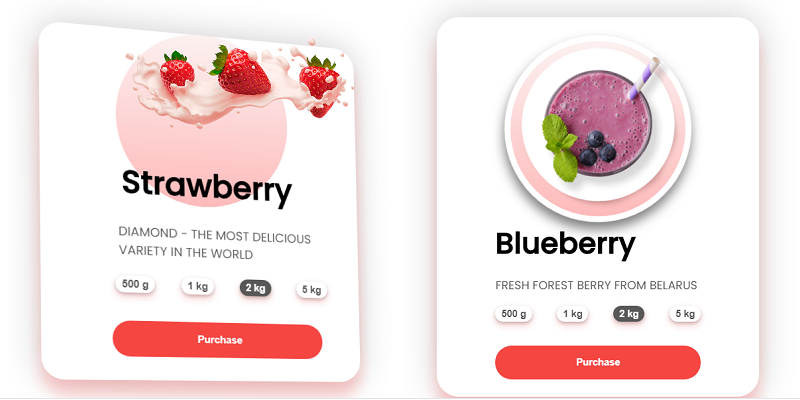 Strawberry
DIAMOND - THE MOST DELICIOUS
VARIETY IN THE WORLD
500 g 1 kg 2 kg 5 kg
Purchase
Blueberry
FRESH FOREST BERRY FROM BELARUS
500 g 1 kg 2 kg 5 kg
Purchase